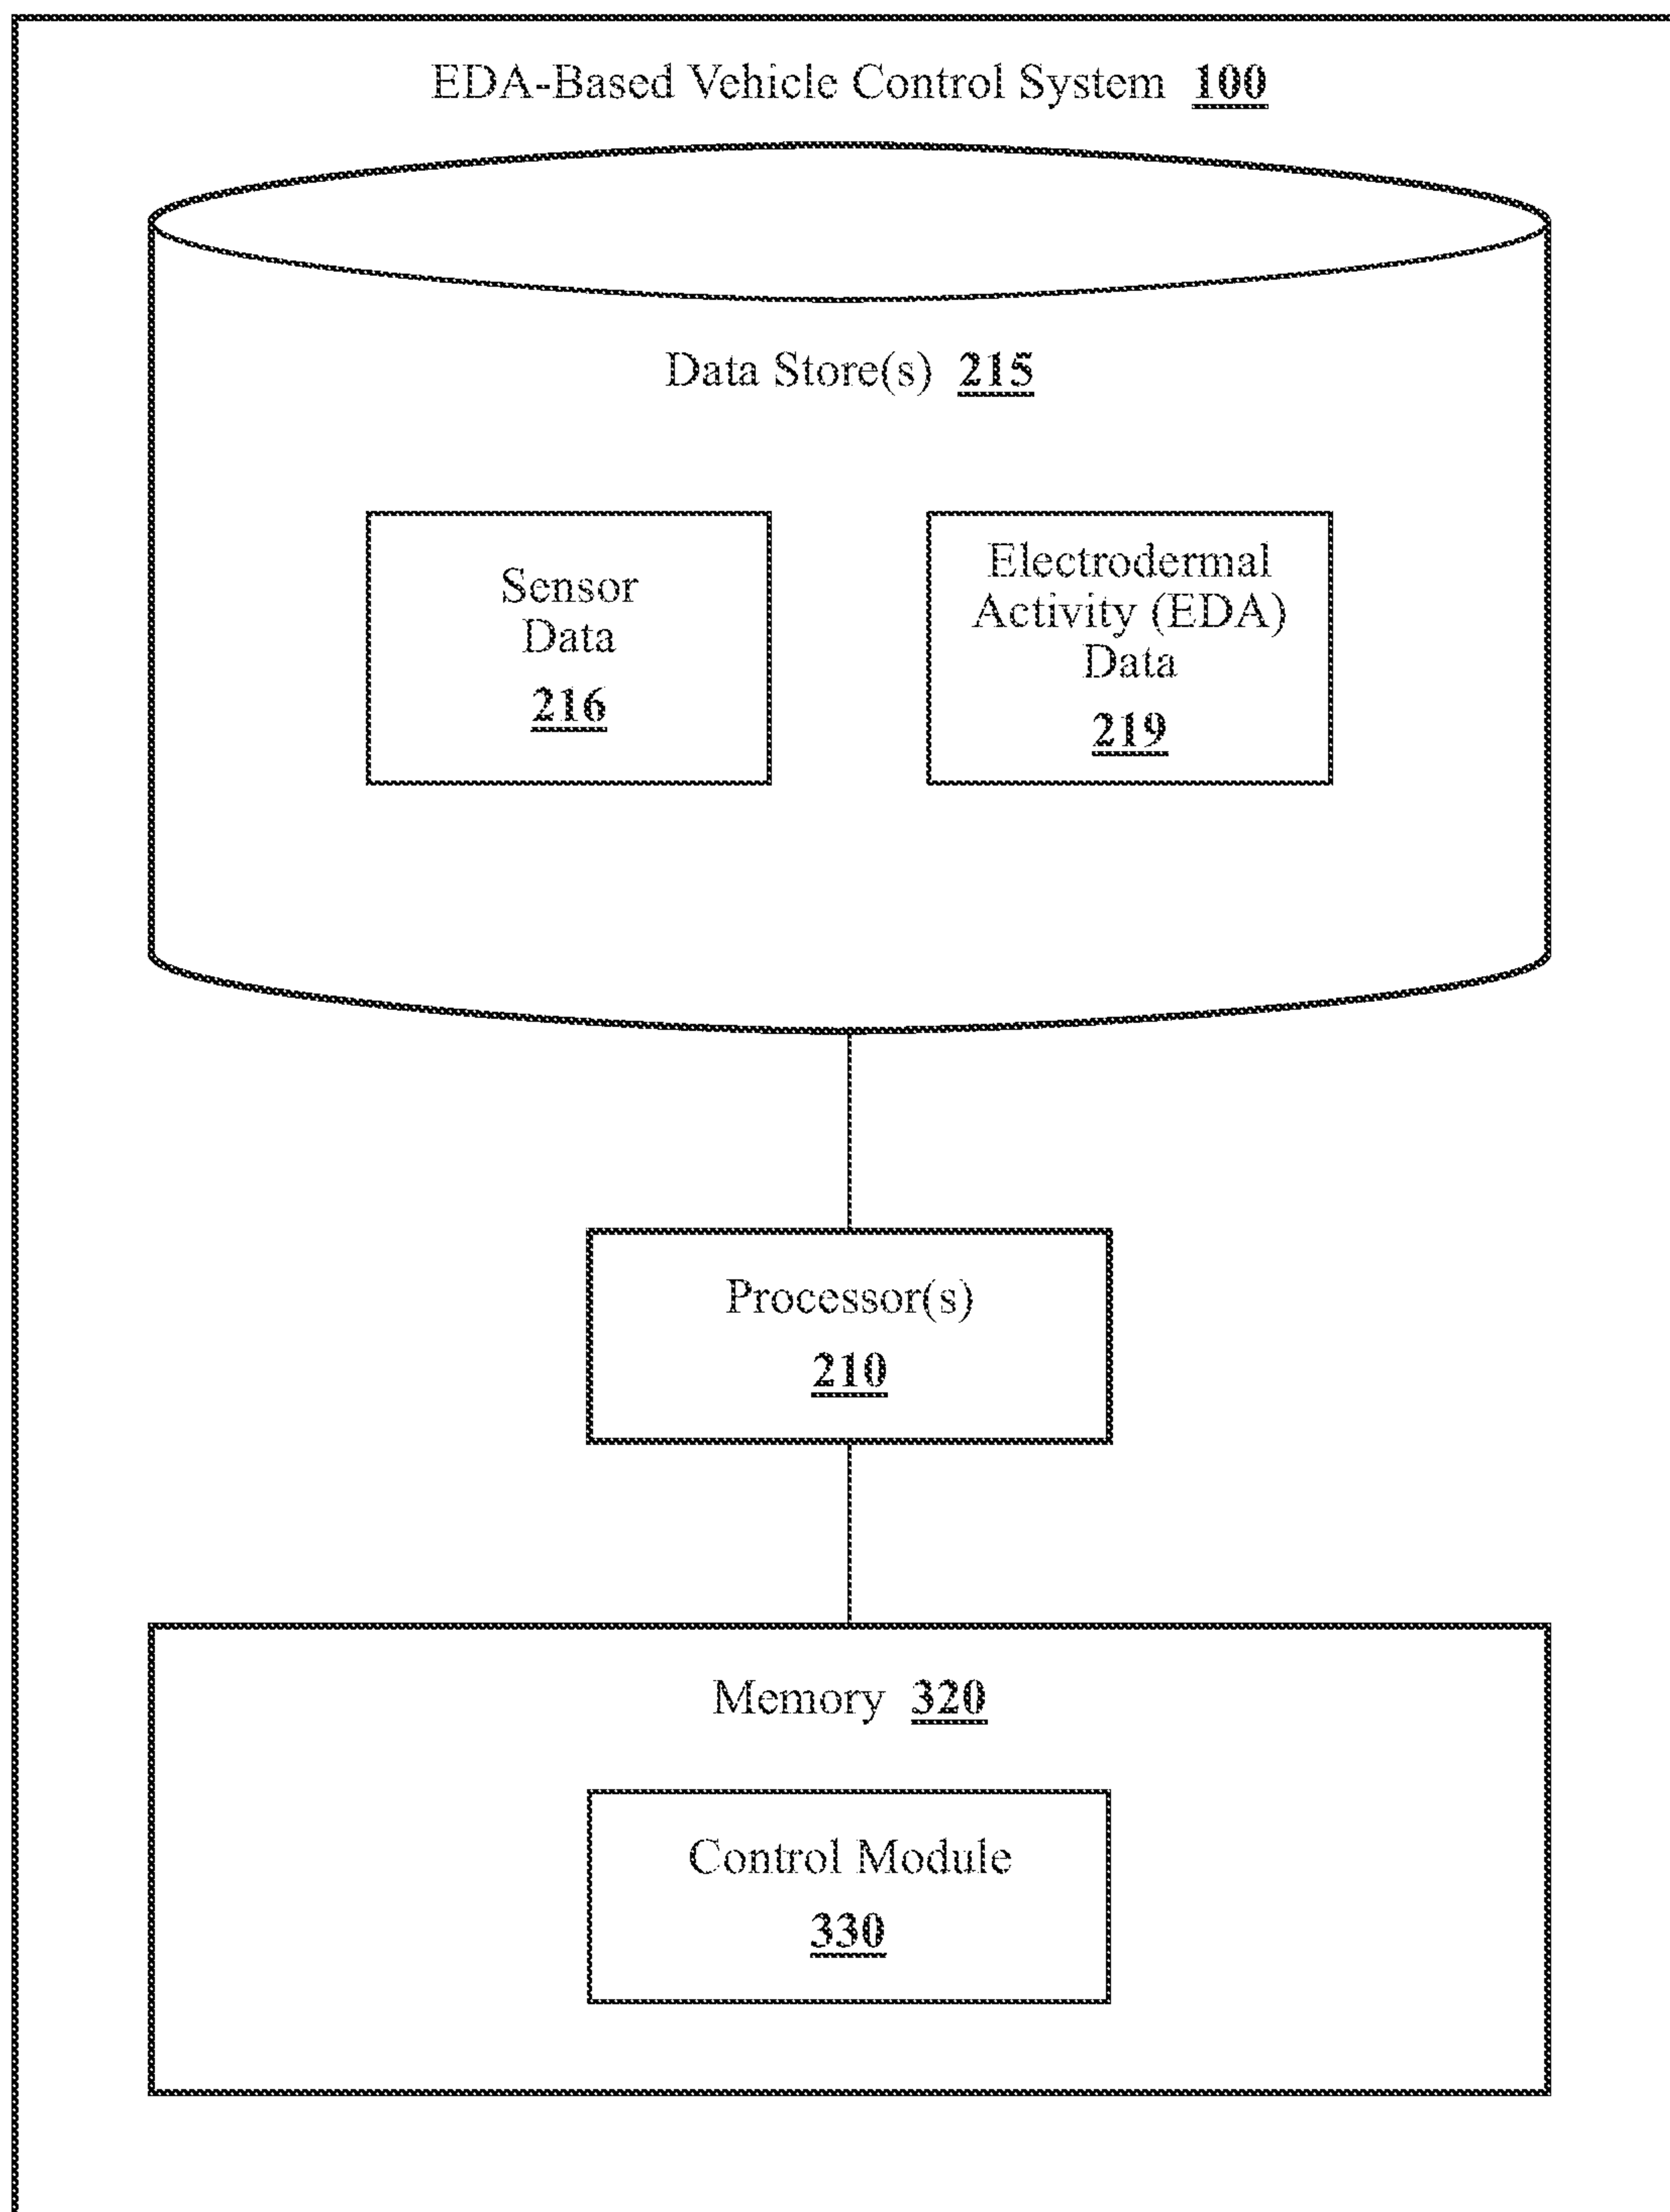 EDA-Based Vehicle Control System 100
Data Store(s) 215
Sensor
Data
216
Electrodermal
Activity (EDA)
Data
219
Processor(s)
210
Memory 320
Control Module
330